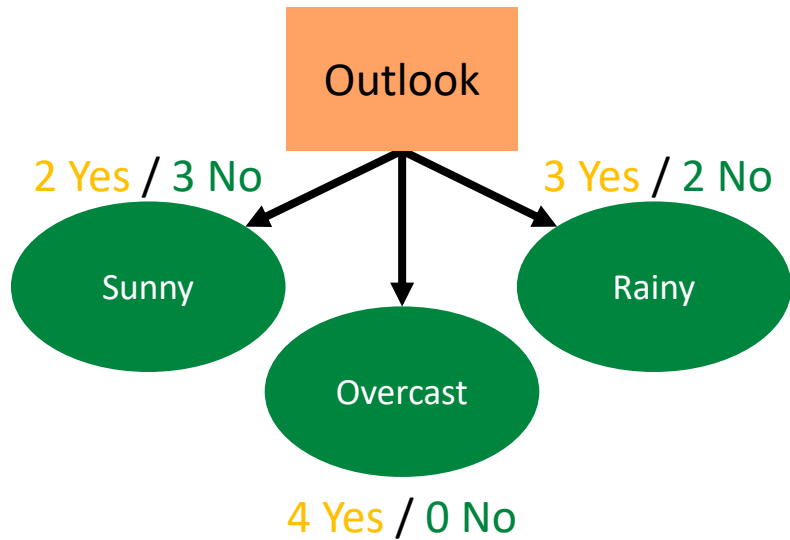 Outlook
2 Yes / 3 No
3 Yes / 2 No
Sunny
Rainy
Overcast
4 Yes / 0 No